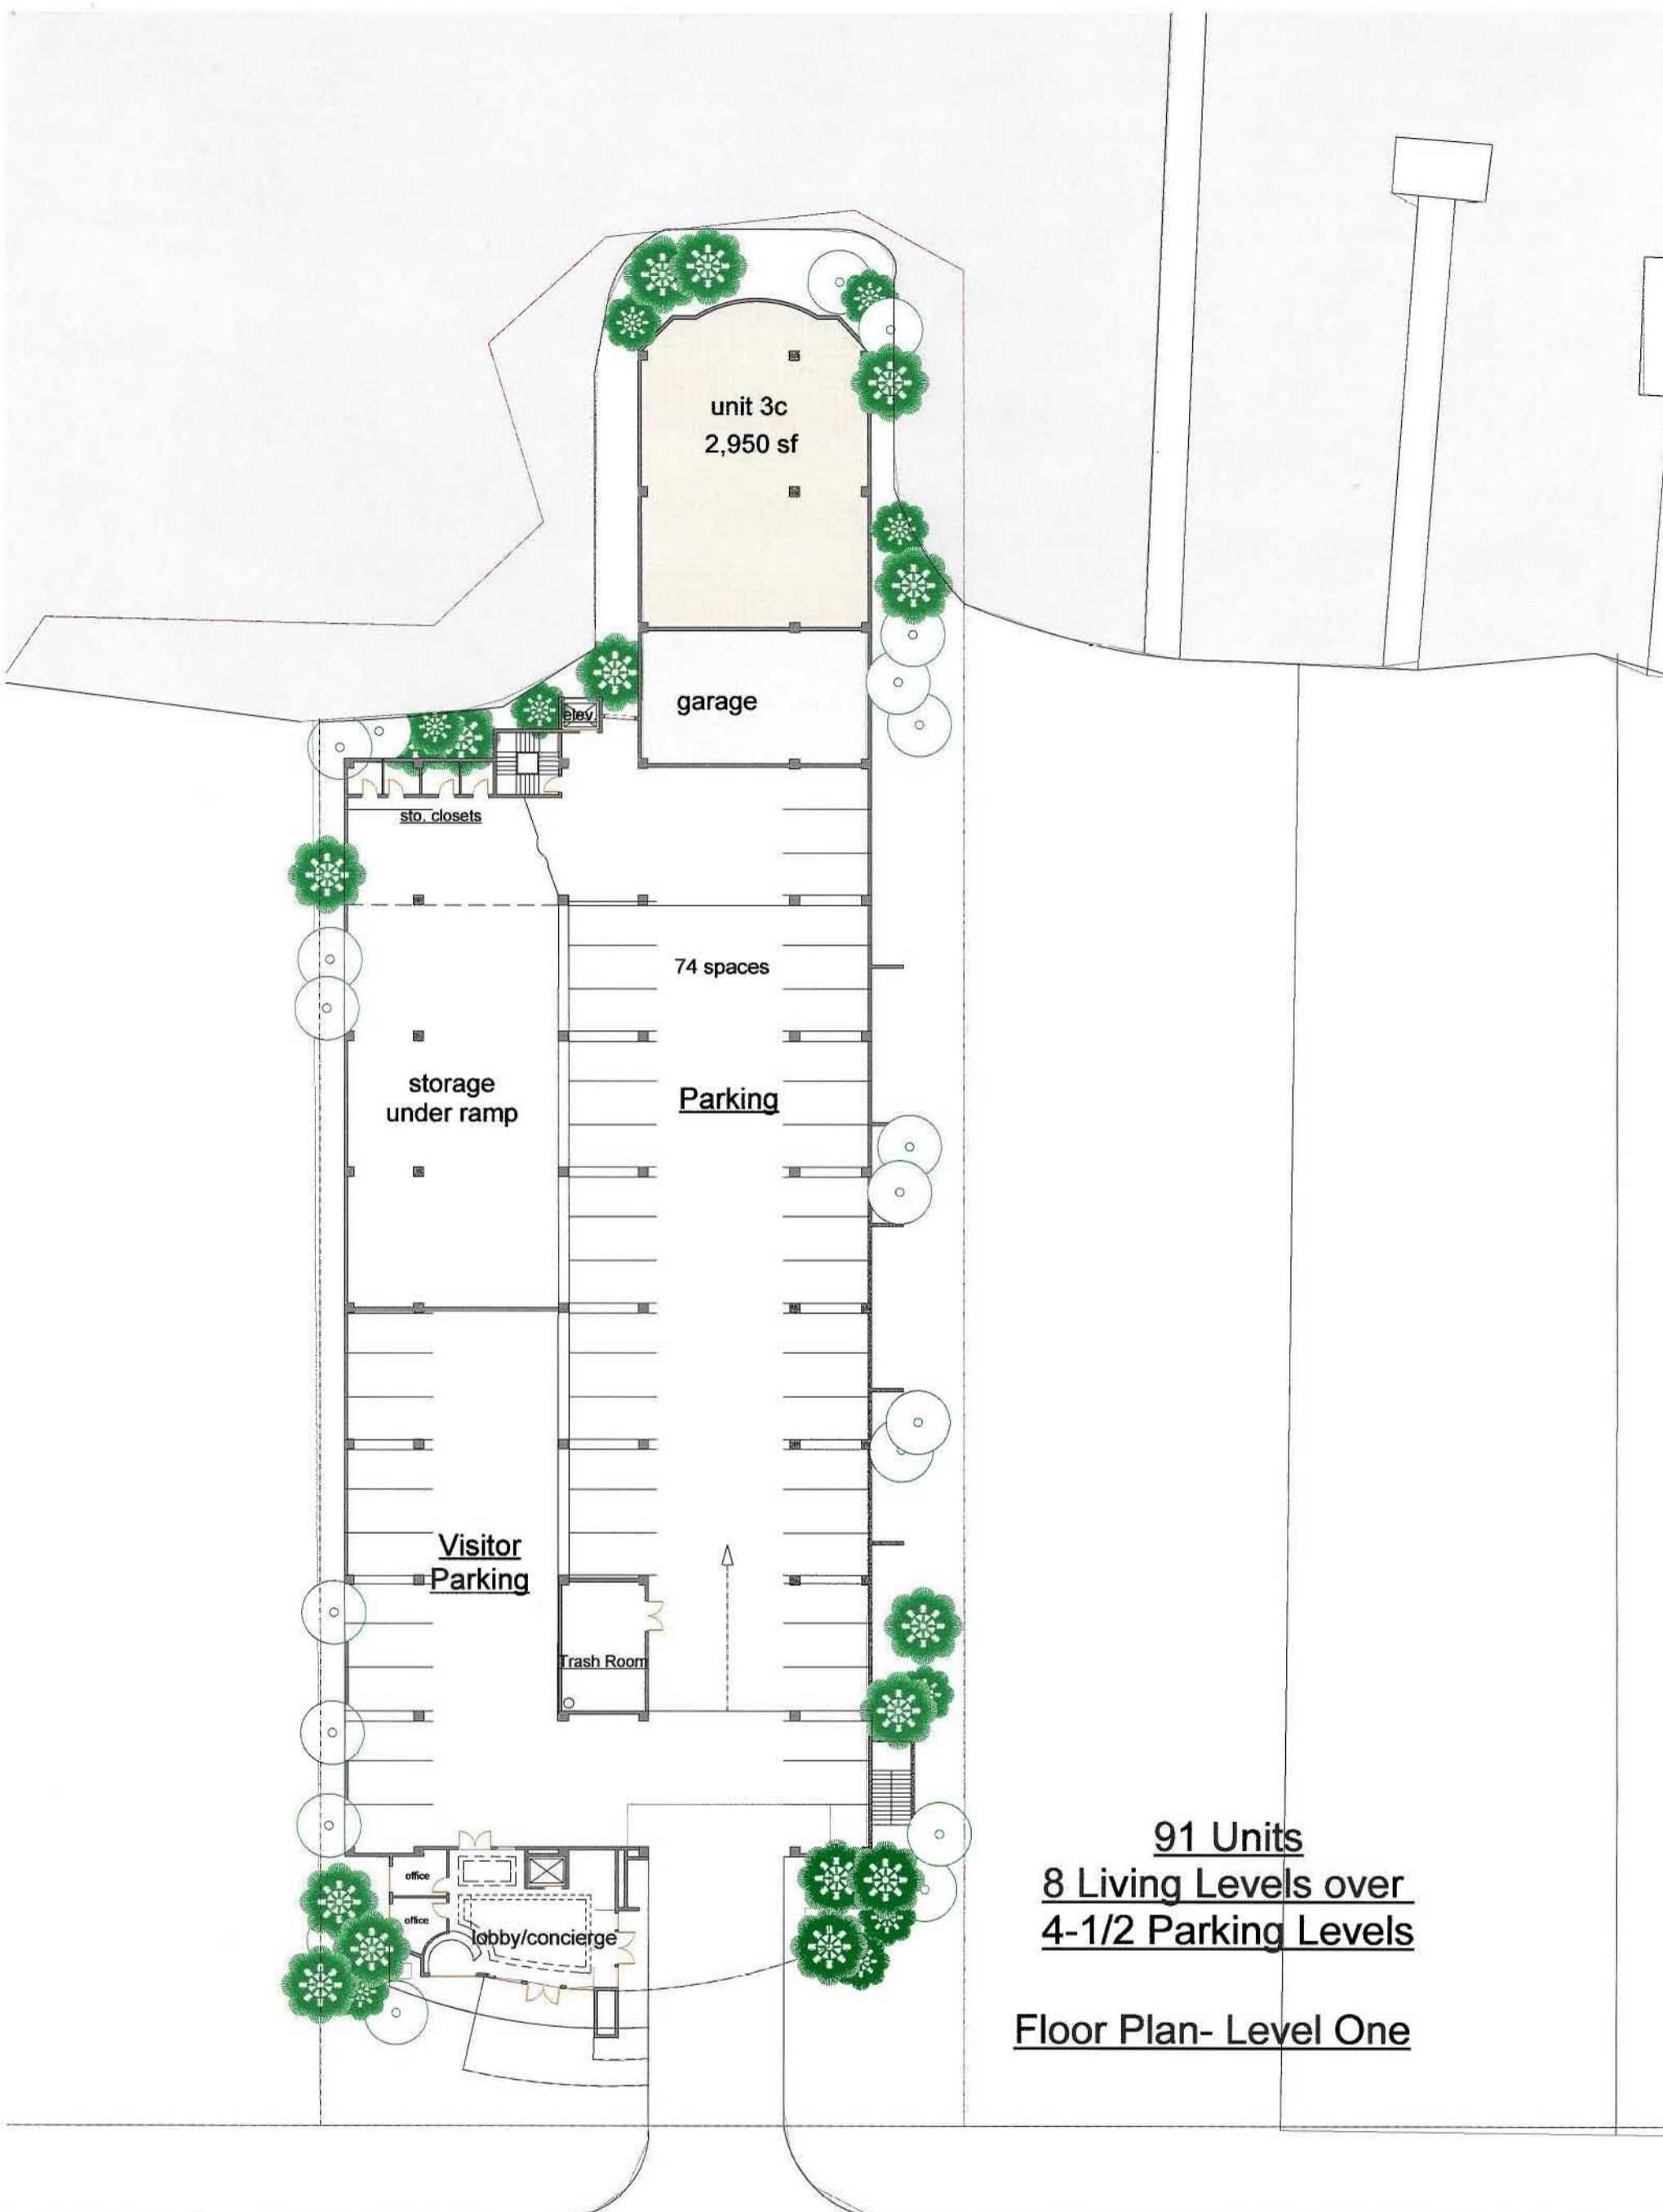 unit 3c
2,950 sf
garage
elev.
sto. closets
74 spaces
storage
under ramp
Parking
Visitor
Parking
Trash Room
office
office
lobby/concierge
91 Units
8 Living Levels over
4-1/2 Parking Levels
Floor Plan- Level One